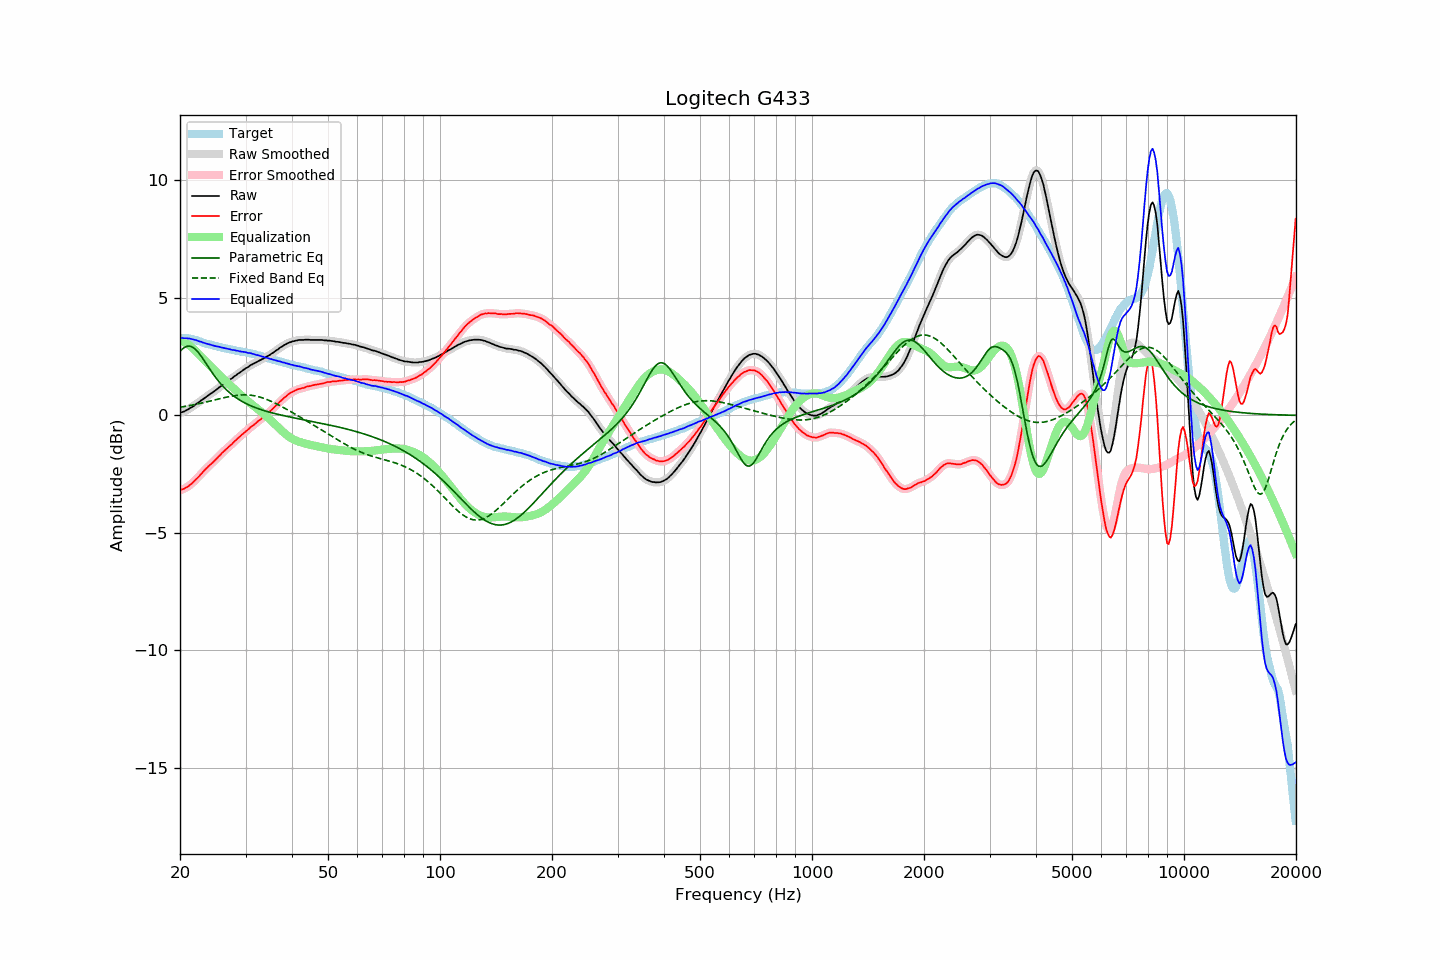 Logitech G433
Target
Raw Smoothed
Error Smoothed
Raw
Error
Equalization
Parametric Eq
Fixed Band Eq
Equalized
10
5
0
−5
−10
−15
Amplitude (dBr)
20 50 100 200 500 1000 2000 5000 10000 20000
Frequency (Hz)